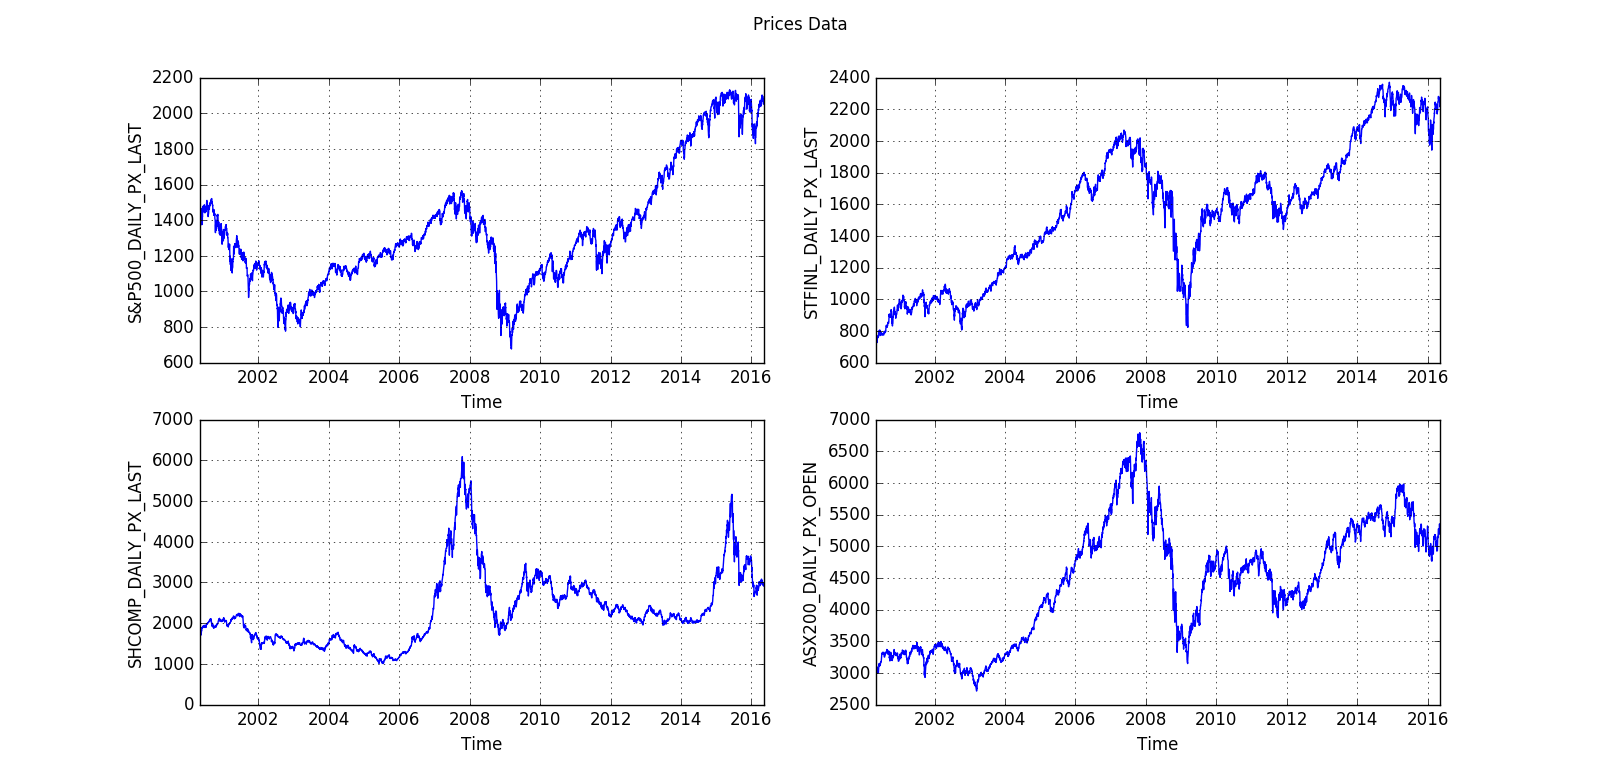 Prices Data
2200
2000
1800
1600
1400
1200
1000
800
600
S&P500_DAILY_PX_LAST
2002 2004 2006 2008 2010 2012 2014 2016
Time
2400
2200
2000
1800
1600
1400
1200
1000
800
600
STFINL_DAILY_PX_LAST
2002 2004 2006 2008 2010 2012 2014 2016
Time
7000
6000
5000
4000
3000
2000
1000
0
SHCOMP_DAILY_PX_LAST
2002 2004 2006 2008 2010 2012 2014 2016
Time
7000
6500
6000
5500
5000
4500
4000
3500
3000
2500
ASX200_DAILY_PX_OPEN
2002 2004 2006 2008 2010 2012 2014 2016
Time